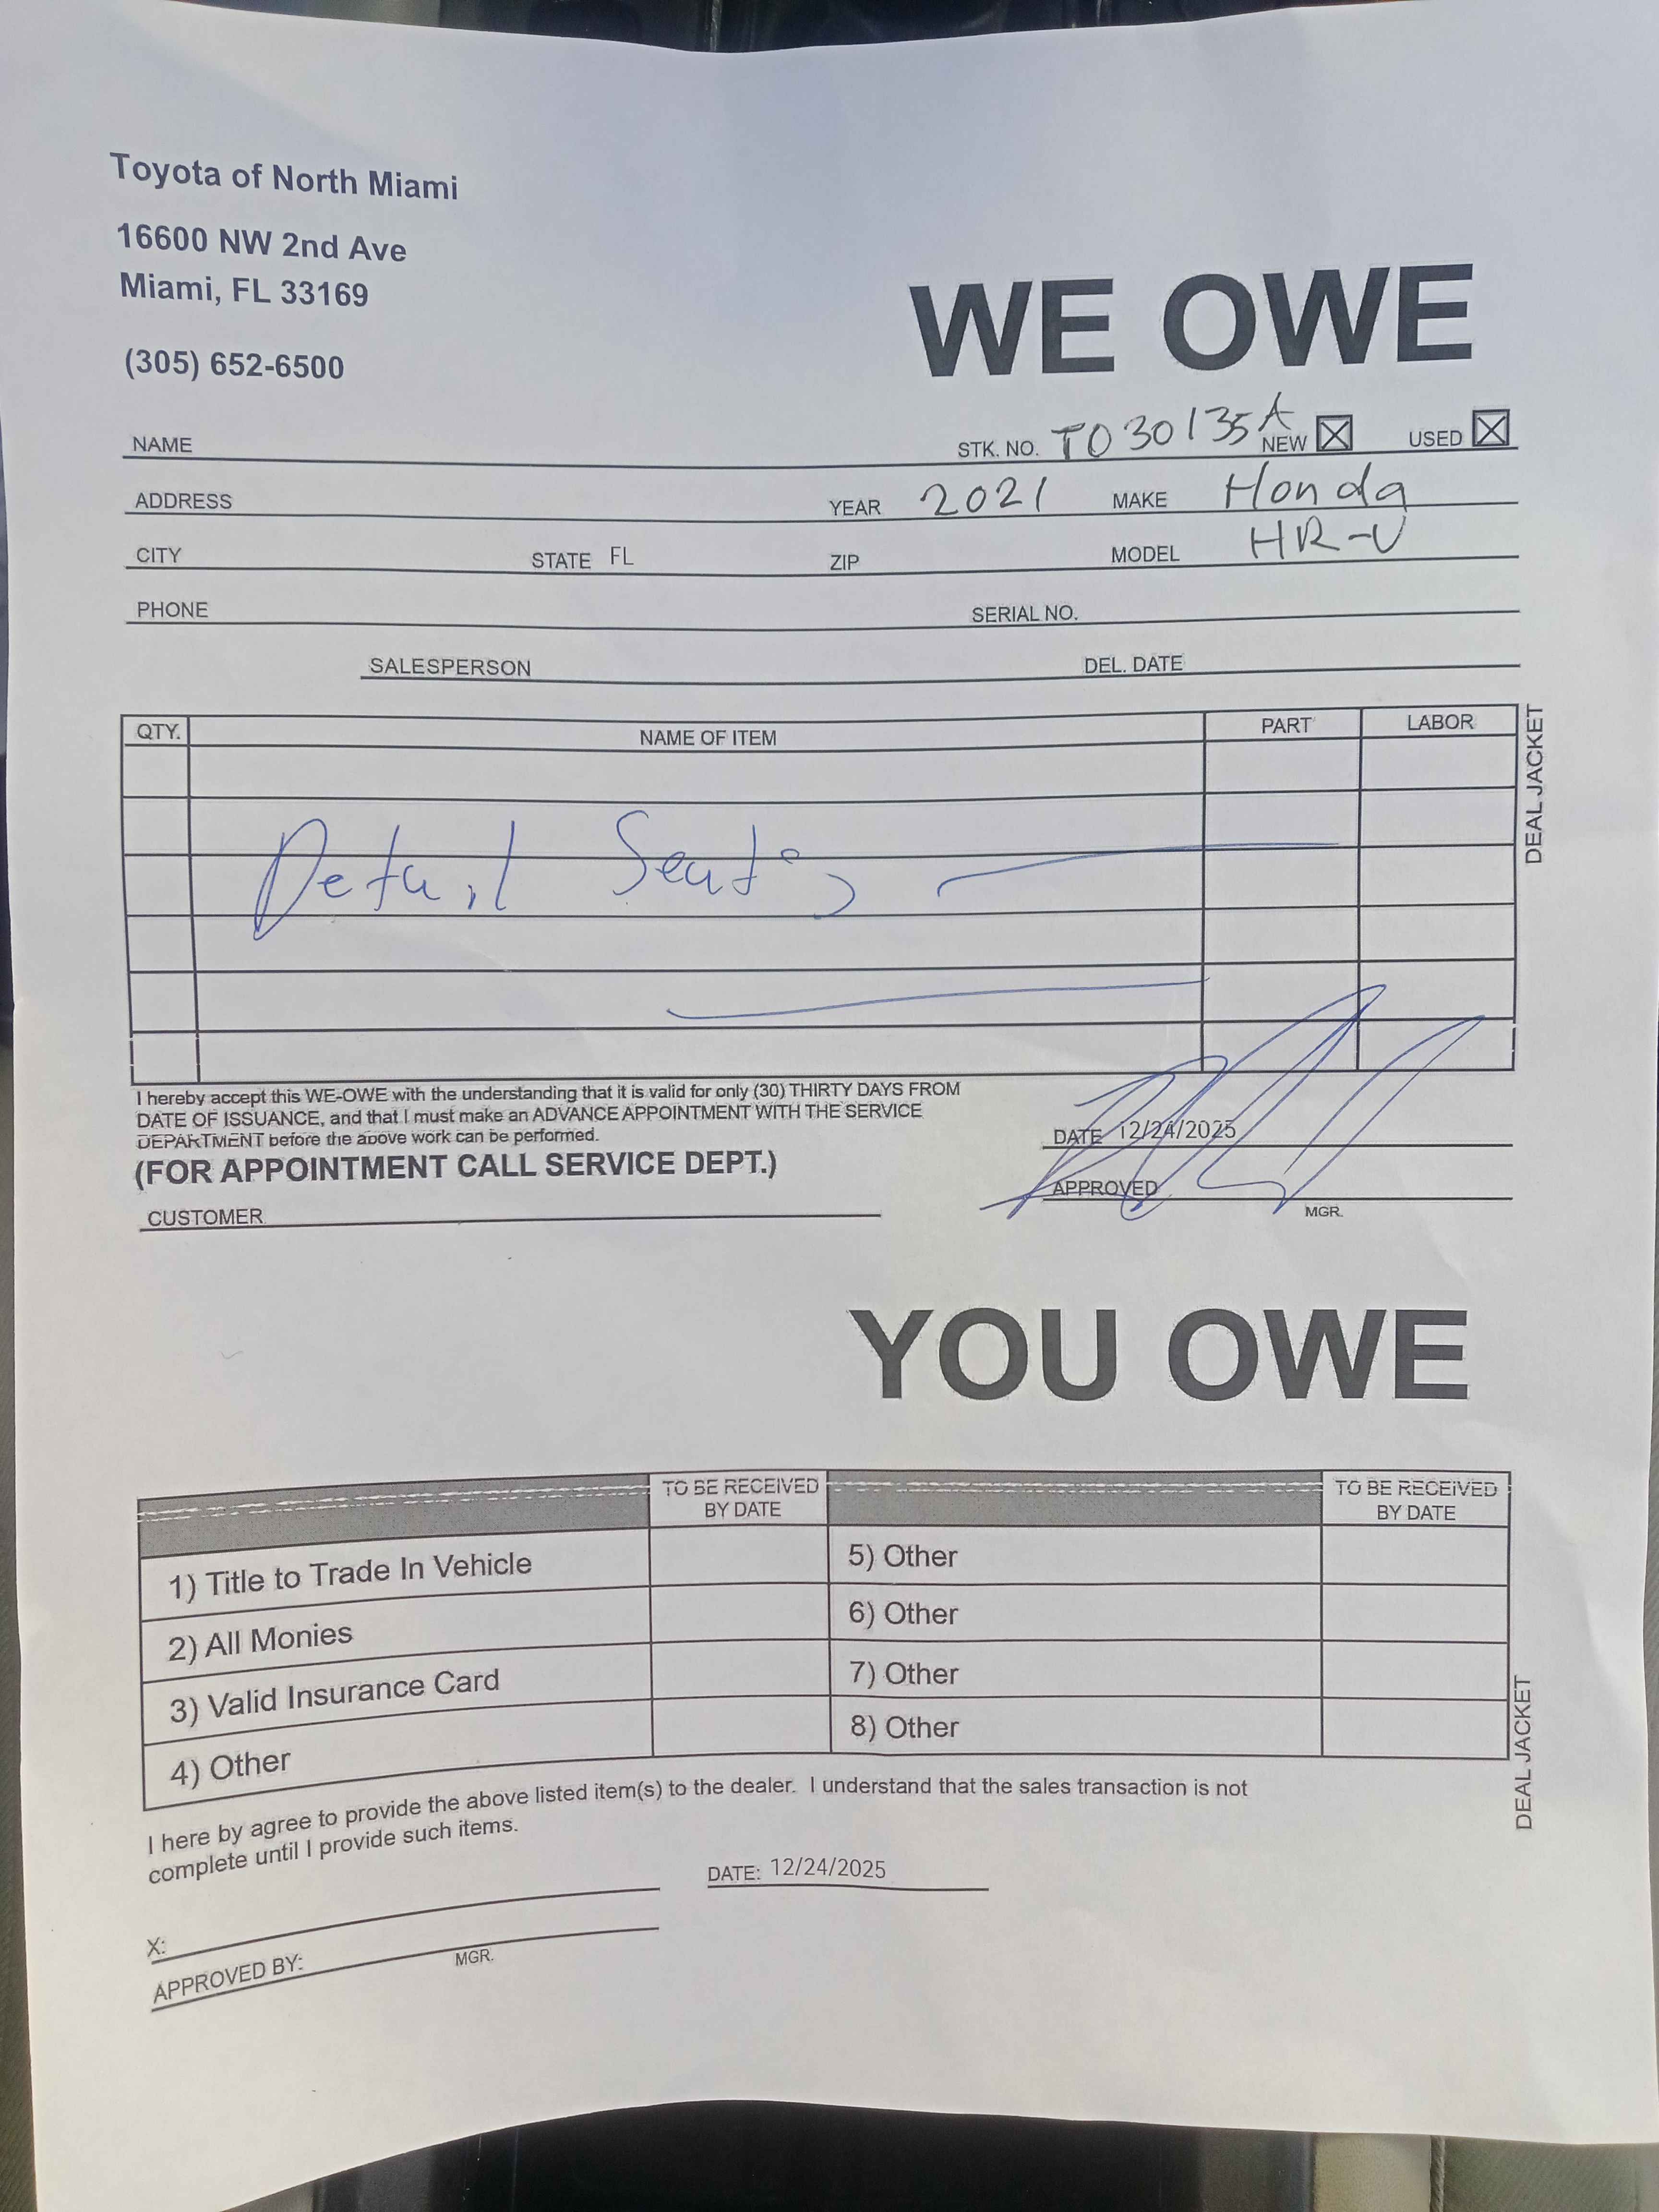 Toyota of North Miami
16600 NW 2nd Ave
Miami, FL 33169
(305) 652-6500
WE OWE
NAME STK. NO. TO30135A NEW USED
ADDRESS YEAR 2021 MAKE Honda
CITY STATE FL ZIP MODEL HR-V
PHONE SERIAL NO.
SALESPERSON DEL. DATE
QTY. NAME OF ITEM PART LABOR
DEAL JACKET
Detail Seats
I hereby accept this WE-OWE with the understanding that it is valid for only (30) THIRTY DAYS FROM
DATE OF ISSUANCE, and that I must make an ADVANCE APPOINTMENT WITH THE SERVICE
DEPARTMENT before the above work can be performed.
(FOR APPOINTMENT CALL SERVICE DEPT.)
DATE 12/24/2025
APPROVED
MGR.
CUSTOMER
YOU OWE
TO BE RECEIVED BY DATE
TO BE RECEIVED BY DATE
1) Title to Trade In Vehicle
2) All Monies
3) Valid Insurance Card
4) Other
5) Other
6) Other
7) Other
8) Other
DEAL JACKET
I here by agree to provide the above listed item(s) to the dealer. I understand that the sales transaction is not
complete until I provide such items.
DATE: 12/24/2025
X:
APPROVED BY: MGR.